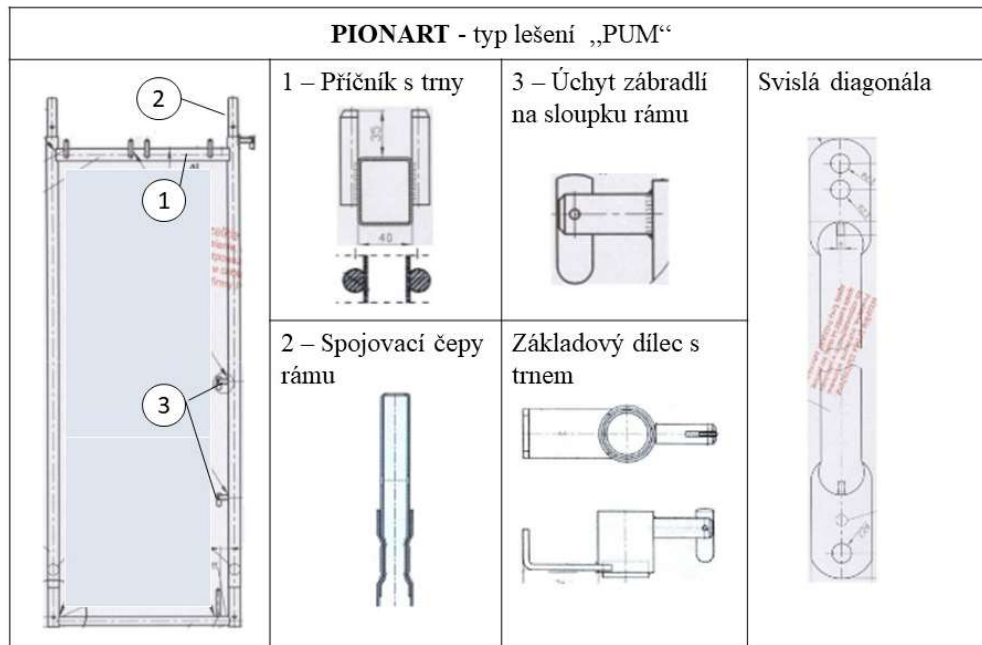 PIONART - typ lešení „PUM“
2
1
3
1 – Příčník s trny
35
40
3 – Úchyt zábradlí
na sloupku rámu
2 – Spojovací čepy
rámu
Základový dílec s
trnem
Svislá diagonála